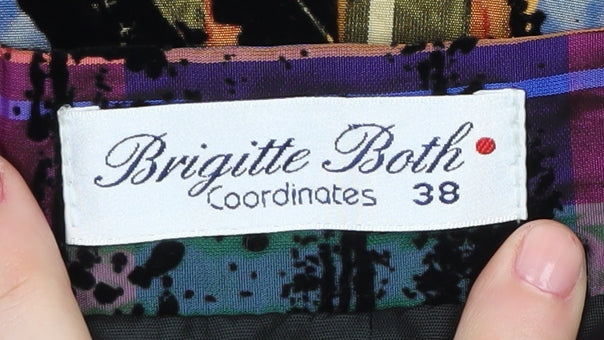 Brigitte Both
Coordinates 38